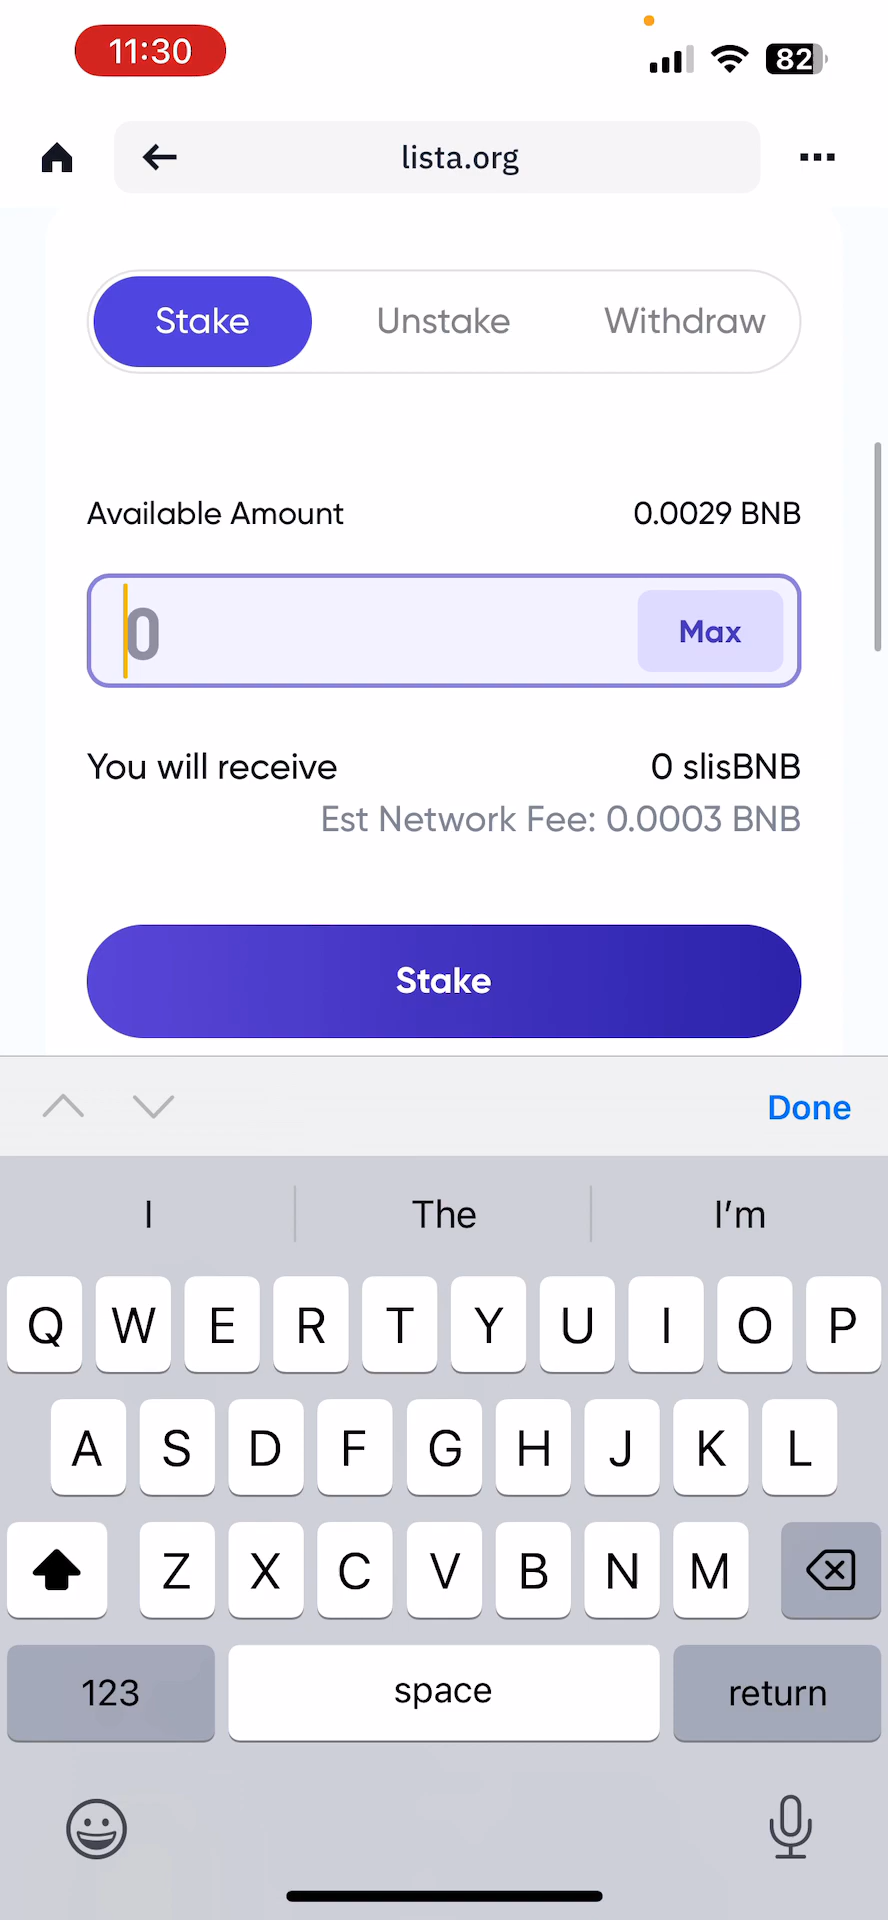 11:30
82
lista.org
Stake Unstake Withdraw
Available Amount 0.0029 BNB
0 Max
You will receive 0 slisBNB
Est Network Fee: 0.0003 BNB
Stake
Done
I The I'm
Q W E R T Y U I O P
A S D F G H J K L
Z X C V B N M
123 space return